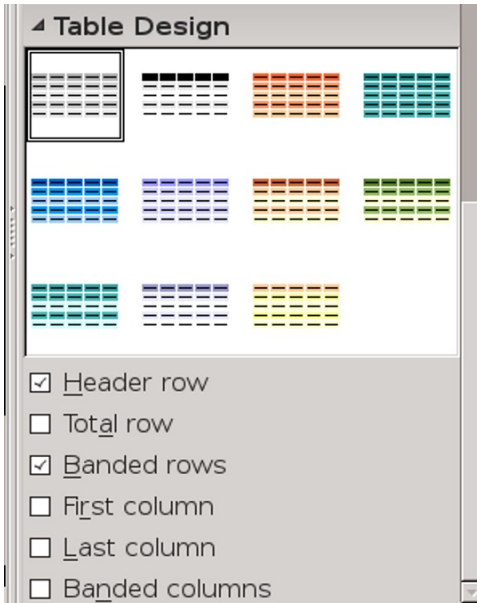 Table Design
Header row
Total row
Banded rows
First column
Last column
Banded columns